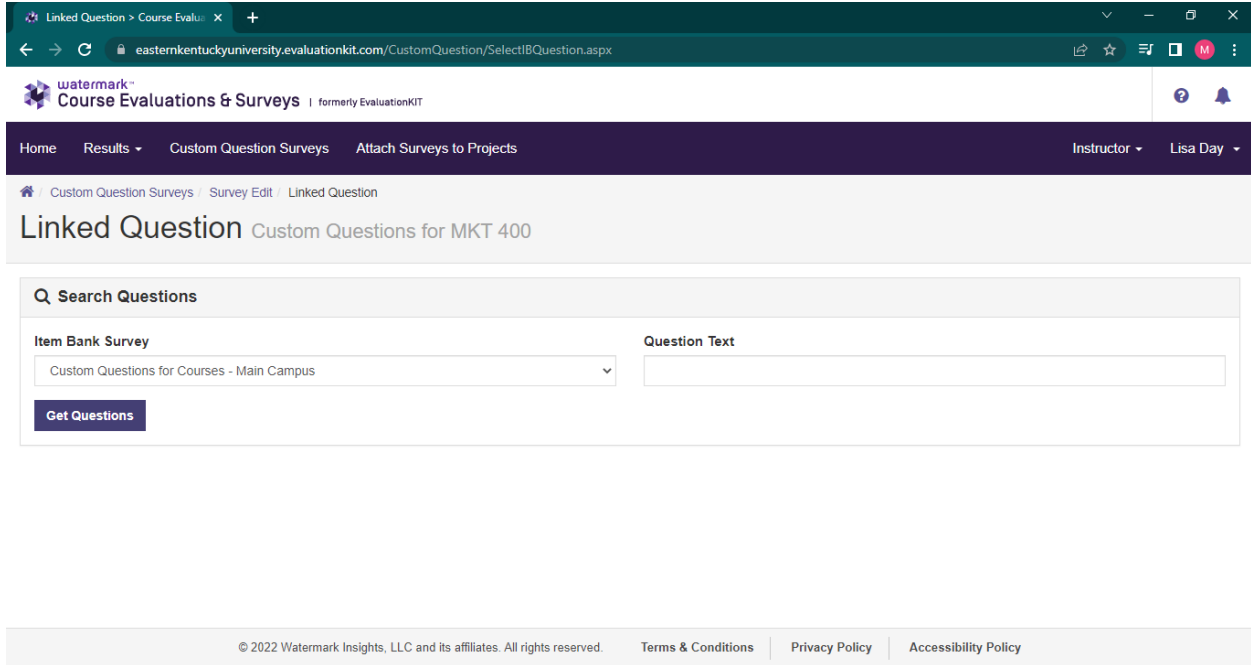 Linked Question > Course Evalua
easternkentuckyuniversity.evaluationkit.com/CustomQuestion/SelectIBQuestion.aspx
M
watermark™
Course Evaluations & Surveys | formerly EvaluationKIT
Home Results Custom Question Surveys Attach Surveys to Projects Instructor Lisa Day
/ Custom Question Surveys / Survey Edit / Linked Question
Linked Question Custom Questions for MKT 400
Search Questions
Item Bank Survey Question Text
Custom Questions for Courses - Main Campus
Get Questions
© 2022 Watermark Insights, LLC and its affiliates. All rights reserved. Terms & Conditions Privacy Policy Accessibility Policy